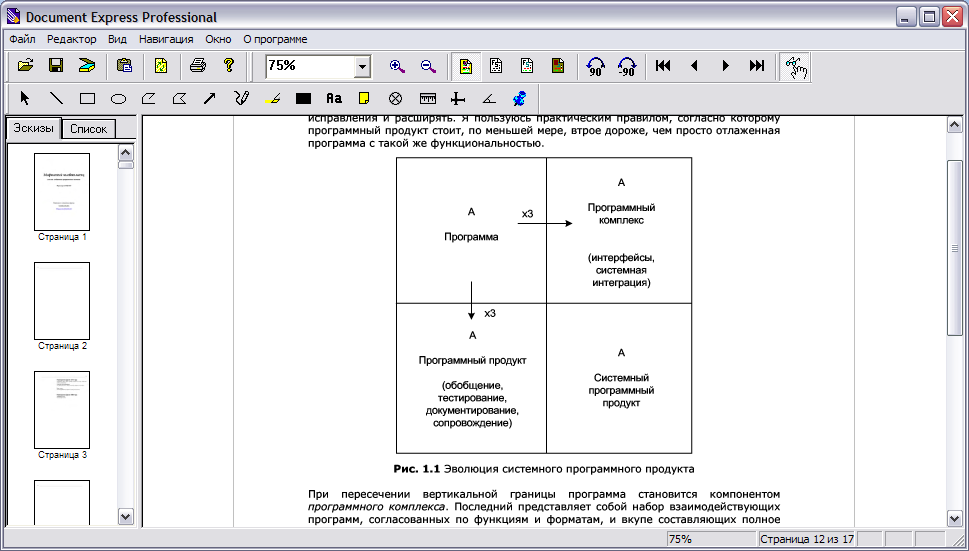 Document Express Professional
Файл Редактор Вид Навигация Окно О программе
75%
90° -90°
Aa
Эскизы Список
Страница 1
Страница 2
Страница 3
исправления и расширять. Я пользуюсь практическим правилом, согласно которому
программный продукт стоит, по меньшей мере, втрое дороже, чем просто отлаженная
программа с такой же функциональностью.
А
Программа
x3
А
Программный
комплекс
(интерфейсы,
системная
интеграция)
x3
А
Программный продукт
(обобщение,
тестирование,
документирование,
сопровождение)
А
Системный
программный
продукт
Рис. 1.1 Эволюция системного программного продукта
При пересечении вертикальной границы программа становится компонентом
программного комплекса. Последний представляет собой набор взаимодействующих
программ, согласованных по функциям и форматам, и вкупе составляющих полное
75%
Страница 12 из 17